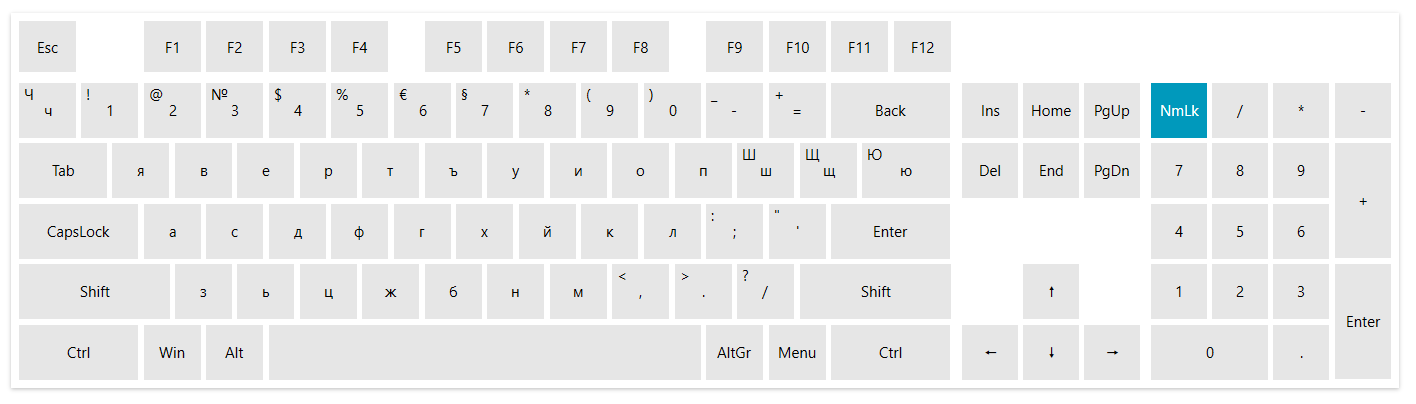 Esc F1 F2 F3 F4 F5 F6 F7 F8 F9 F10 F11 F12
Ч ч ! 1 @ 2 № 3 $ 4 % 5 € 6 § 7 * 8 ( 9 ) 0 _ - + = Back Ins Home PgUp NmLk / * -
Tab я в е р т ъ у и о п Ш ш Щ щ Ю ю Del End PgDn 7 8 9 +
CapsLock а с д ф г х й к л : ; " ' Enter 4 5 6
Shift з ь ц ж б н м < , > . ? / Shift ↑ 1 2 3 Enter
Ctrl Win Alt AltGr Menu Ctrl ← ↓ → 0 .